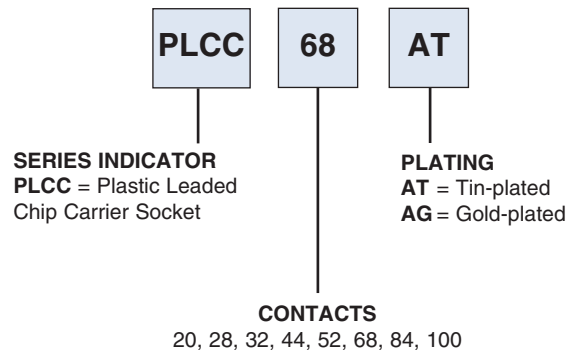 PLCC 68 AT
SERIES INDICATOR
PLCC = Plastic Leaded
Chip Carrier Socket
PLATING
AT = Tin-plated
AG = Gold-plated
CONTACTS
20, 28, 32, 44, 52, 68, 84, 100